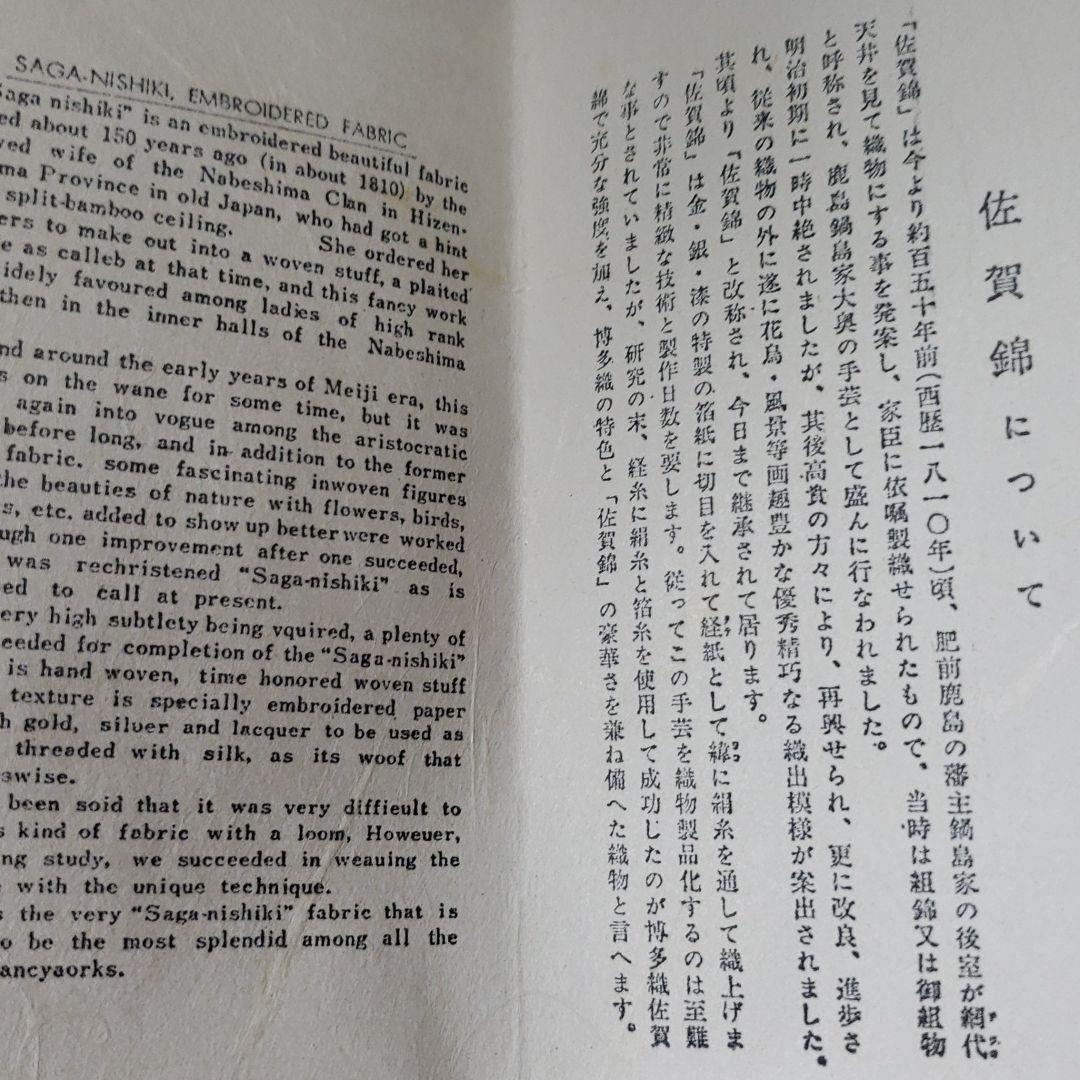 SAGA-NISHIKI, EMBROIDERED FABRIC
Saga nishiki" is an embroidered beautiful fabric
ed about 150 years ago (in about 1810) by the
ved wife of the Nabeshima Clan in Hizen-
ma Province in old Japan, who had got a hint
split-bamboo ceiling. She ordered her
ers to make out into a woven stuff, a plaited
e as calleb at that time, and this fancy work
idely favoured among ladies of high rank
then in the inner halls of the Nabeshima
nd around the early years of Meiji era, this
s on the wane for some time, but it was
again into vogue among the aristocratic
before long, and in addition to the former
fabric. some fascinating inwoven figures
the beauties of nature with flowers, birds,
s, etc. added to show up better were worked
ugh one improvement after one succeeded,
was rechristened "Saga-nishiki" as is
ed to call at present.
ery high subtlety being vquired, a plenty of
eeded for completion of the "Saga-nishiki"
is hand woven, time honored woven stuff
texture is specially embroidered paper
h gold, silver and lacquer to be used as
threaded with silk, as its woof that
swise.
been soid that it was very diffieult to
s kind of fabric with a loom, Howeuer,
ng study, we succeeded in weauing the
e with the unique technique.
s the very "Saga-nishiki" fabric that is
o be the most splendid among all the
ancyaorks.
佐賀錦について
「佐賀錦」は今より約百五十年前(西歴一八一〇年)頃、肥前鹿島の藩主鍋島家の後室が網代
天井を見て織物にする事を発案し、家臣に依嘱製織せられたもので、当時は組錦又は御組物
と呼称され、鹿島鍋島家大奥の手芸として盛んに行なわれました。
明治初期に一時中絶されましたが、其後高貴の方々により、再興せられ、更に改良、進歩さ
れ、従来の織物の外に遂に花鳥・風景等画趣豊かな優秀精巧なる織出模様が案出されました。
其頃より「佐賀錦」と改称され、今日まで継承されて居ります。
「佐賀錦」は金・銀・漆の特製の箔紙に切目を入れて経紙として緯に絹糸を通して織上げま
すので非常に精緻な技術と製作日数を要します。従ってこの手芸を織物製品化するのは至難
な事とされていましたが、研究の末、経糸に絹糸と箔糸を使用して成功したのが博多織佐賀
錦で充分な強度を加え、博多織の特色と「佐賀錦」の豪華さを兼ね備へた織物と言へます。